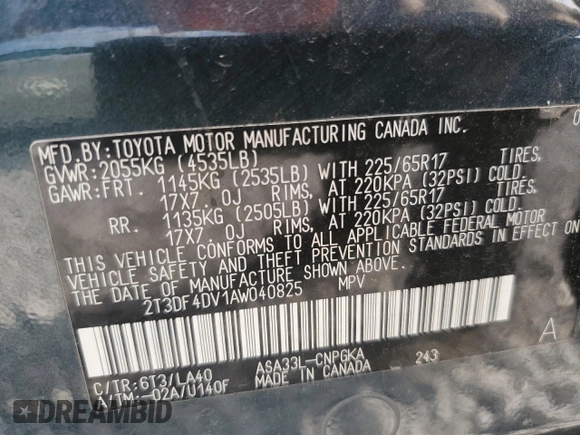 MFD.BY:TOYOTA MOTOR MANUFACTURING CANADA INC.
GVWR:2055KG (4535LB)
GAWR:FRT. 1145KG (2535LB) WITH 225/65R17 TIRES,
17X7. 0J RIMS, AT 220KPA (32PSI) COLD.
RR. 1135KG (2505LB) WITH 225/65R17 TIRES,
17X7. 0J RIMS, AT 220KPA (32PSI) COLD.
THIS VEHICLE CONFORMS TO ALL APPLICABLE FEDERAL MOTOR
VEHICLE SAFETY AND THEFT PREVENTION STANDARDS IN EFFECT ON
THE DATE OF MANUFACTURE SHOWN ABOVE.
2T3DF4DV1AW040825 MPV
A
C/TR:6T3/LA40 ASA33L-CNPGKA 243
A/TM:-02A/U140F MADE IN CANADA
DREAMBID